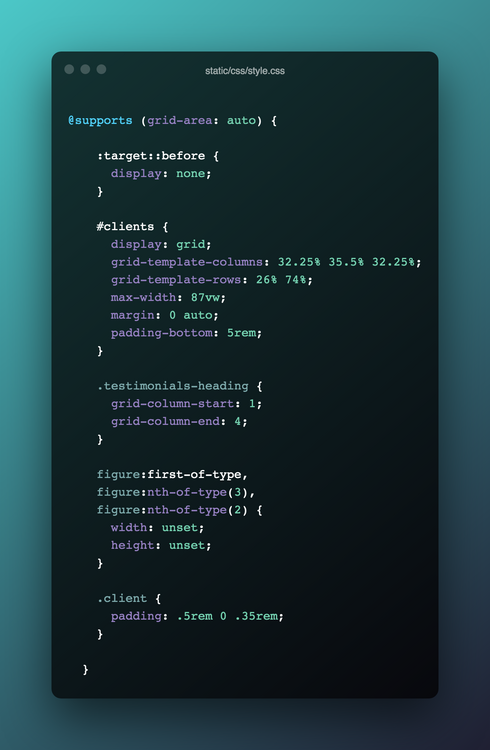 static/css/style.css
@supports (grid-area: auto) {
:target::before {
display: none;
}
#clients {
display: grid;
grid-template-columns: 32.25% 35.5% 32.25%;
grid-template-rows: 26% 74%;
max-width: 87vw;
margin: 0 auto;
padding-bottom: 5rem;
}
.testimonials-heading {
grid-column-start: 1;
grid-column-end: 4;
}
figure:first-of-type,
figure:nth-of-type(3),
figure:nth-of-type(2) {
width: unset;
height: unset;
}
.client {
padding: .5rem 0 .35rem;
}
}